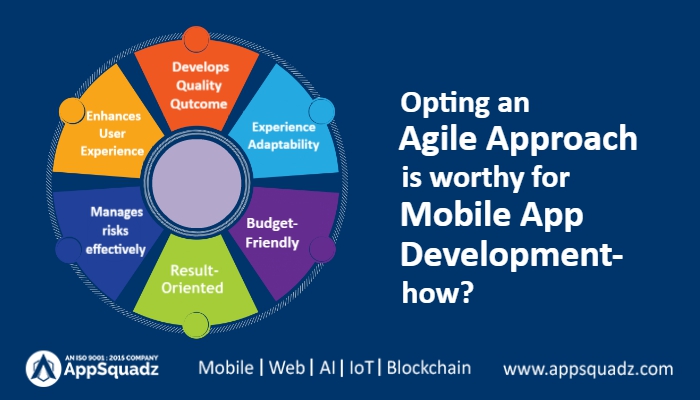 Develops
Quality
Qutcome
Experience
Adaptability
Budget-
Friendly
Result-
Oriented
Manages
risks
effectively
Enhances
User
Experience
Opting an
Agile Approach
is worthy for
Mobile App
Development-
how?
AN ISO 9001 : 2015 COMPANY
AppSquadz
Mobile | Web | AI | IoT | Blockchain
www.appsquadz.com